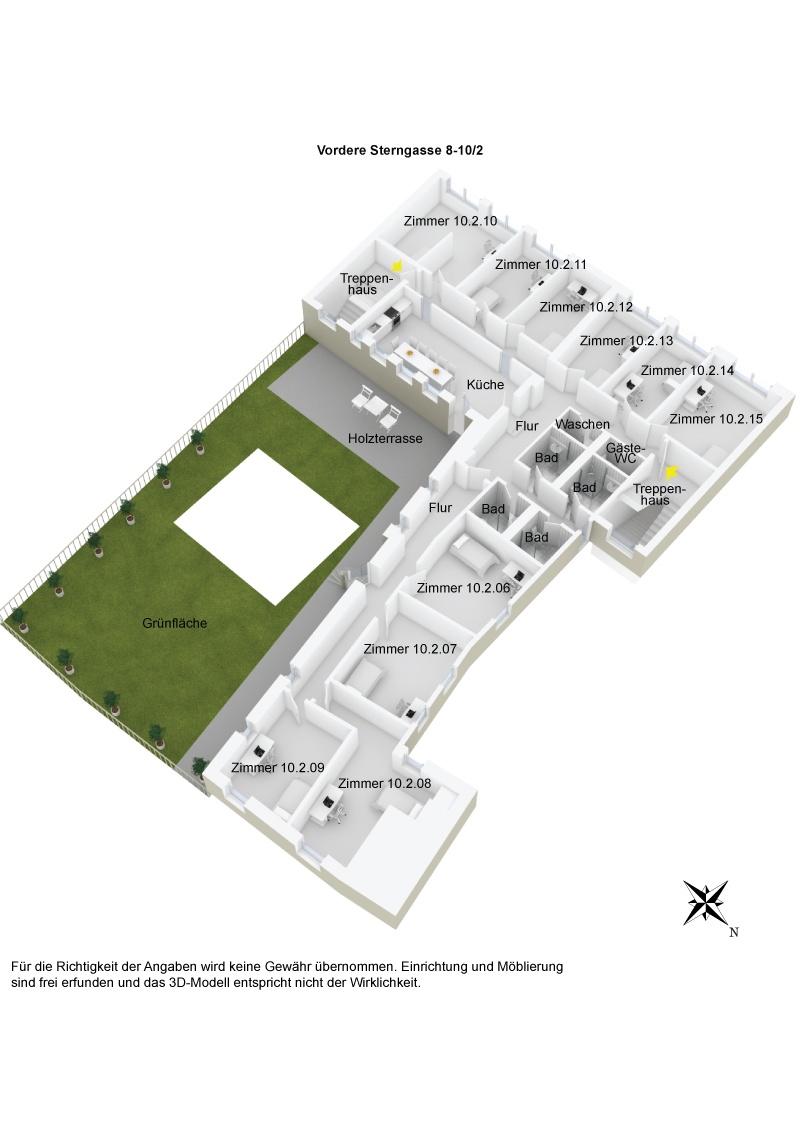 Vordere Sterngasse 8-10/2
Zimmer 10.2.10
Zimmer 10.2.11
Treppen-
haus
Zimmer 10.2.12
Zimmer 10.2.13
Zimmer 10.2.14
Küche
Zimmer 10.2.15
Holzterrasse
Flur
Waschen
Gäste-
WC
Bad
Bad
Treppen-
haus
Flur
Bad
Bad
Zimmer 10.2.06
Grünfläche
Zimmer 10.2.07
Zimmer 10.2.09
Zimmer 10.2.08
N
Für die Richtigkeit der Angaben wird keine Gewähr übernommen. Einrichtung und Möblierung
sind frei erfunden und das 3D-Modell entspricht nicht der Wirklichkeit.